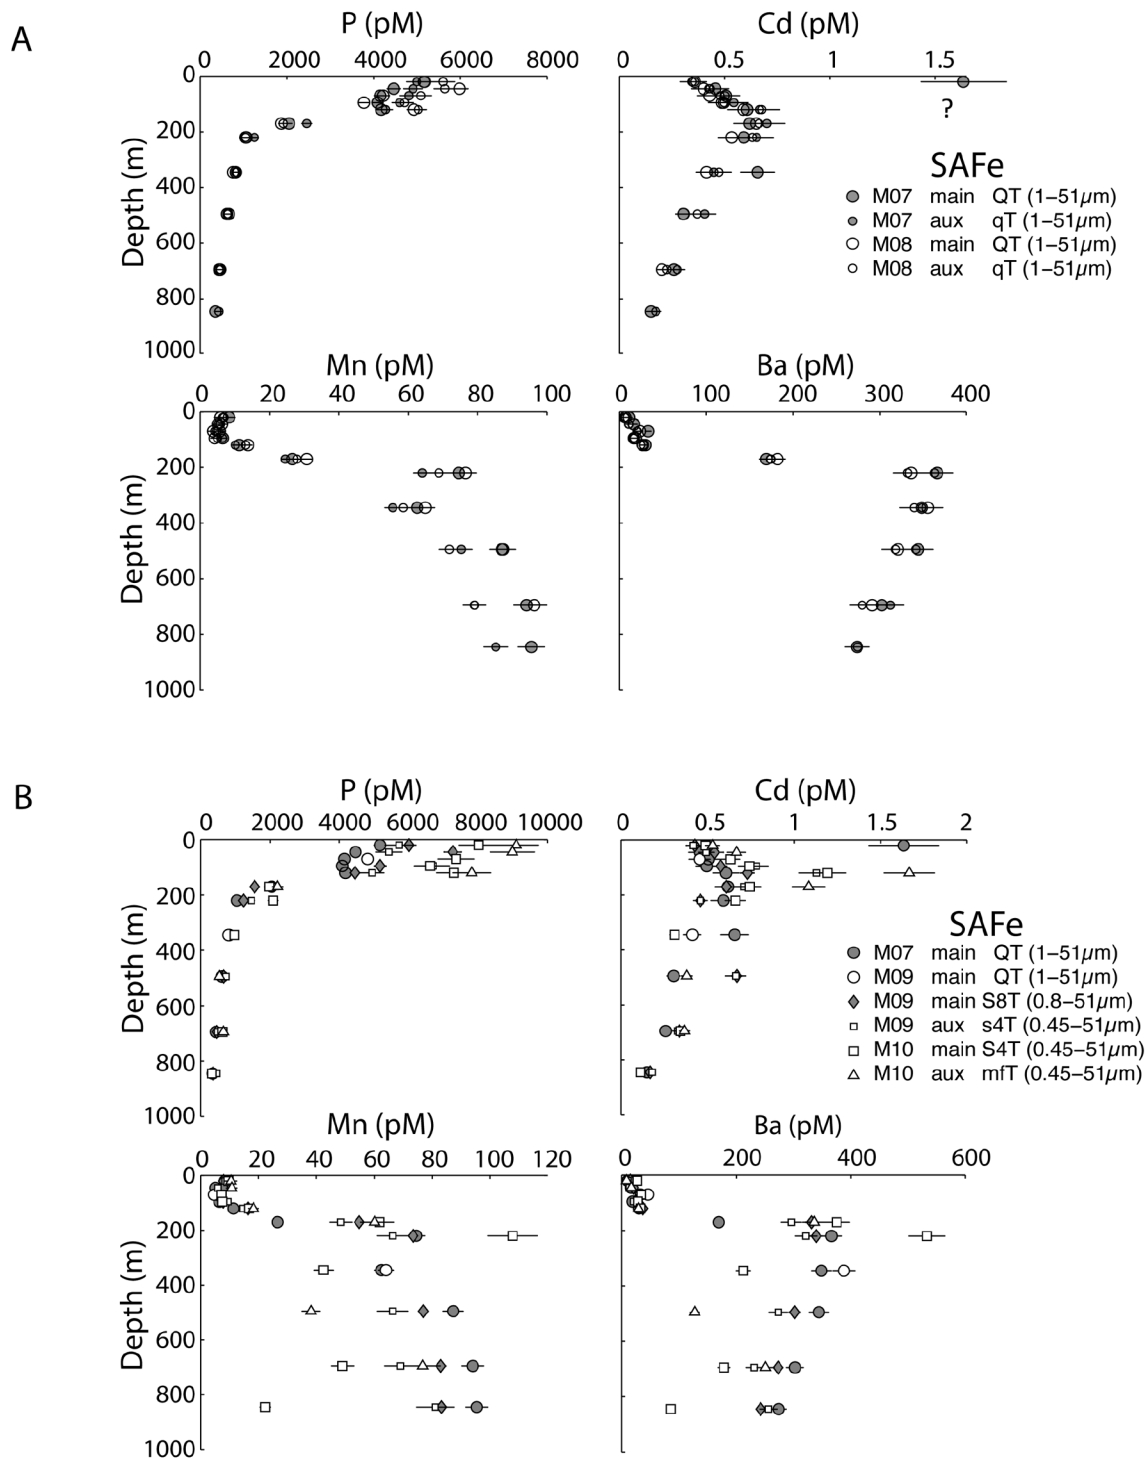 A
P (pM)
Cd (pM)
0 2000 4000 6000 8000
0 0.5 1 1.5
0
200
400
600
800
1000
Depth (m)
?
SAFe
M07 main QT (1–51µm)
M07 aux qT (1–51µm)
M08 main QT (1–51µm)
M08 aux qT (1–51µm)
Mn (pM)
Ba (pM)
0 20 40 60 80 100
0 100 200 300 400
0
200
400
600
800
1000
Depth (m)
B
P (pM)
Cd (pM)
0 2000 4000 6000 8000 10000
0 0.5 1 1.5 2
0
200
400
600
800
1000
Depth (m)
SAFe
M07 main QT (1–51µm)
M09 main QT (1–51µm)
M09 main S8T (0.8–51µm)
M09 aux s4T (0.45–51µm)
M10 main S4T (0.45–51µm)
M10 aux mfT (0.45–51µm)
Mn (pM)
Ba (pM)
0 20 40 60 80 100 120
0 200 400 600
0
200
400
600
800
1000
Depth (m)